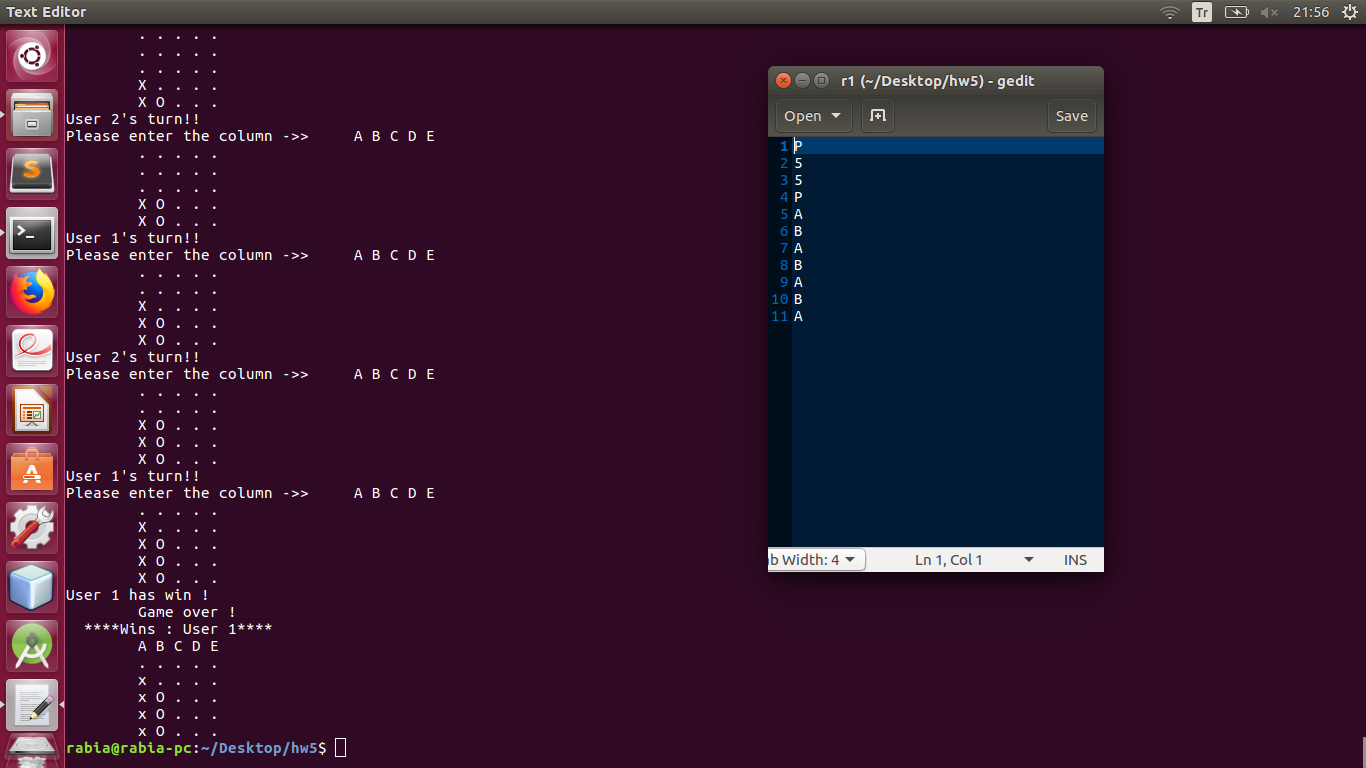 Text Editor
Tr
21:56
. . . . .
. . . . .
. . . . .
X . . . .
X O . . .
User 2's turn!!
Please enter the column ->> A B C D E
. . . . .
. . . . .
. . . . .
X O . . .
X O . . .
User 1's turn!!
Please enter the column ->> A B C D E
. . . . .
. . . . .
X . . . .
X O . . .
X O . . .
User 2's turn!!
Please enter the column ->> A B C D E
. . . . .
. . . . .
X O . . .
X O . . .
X O . . .
User 1's turn!!
Please enter the column ->> A B C D E
. . . . .
X . . . .
X O . . .
X O . . .
X O . . .
User 1 has win !
Game over !
****Wins : User 1****
A B C D E
. . . . .
x . . . .
x O . . .
x O . . .
x O . . .
rabia@rabia-pc:~/Desktop/hw5$
r1 (~/Desktop/hw5) - gedit
Open
Save
1 P
2 5
3 5
4 P
5 A
6 B
7 A
8 B
9 A
10 B
11 A
b Width: 4
Ln 1, Col 1
INS